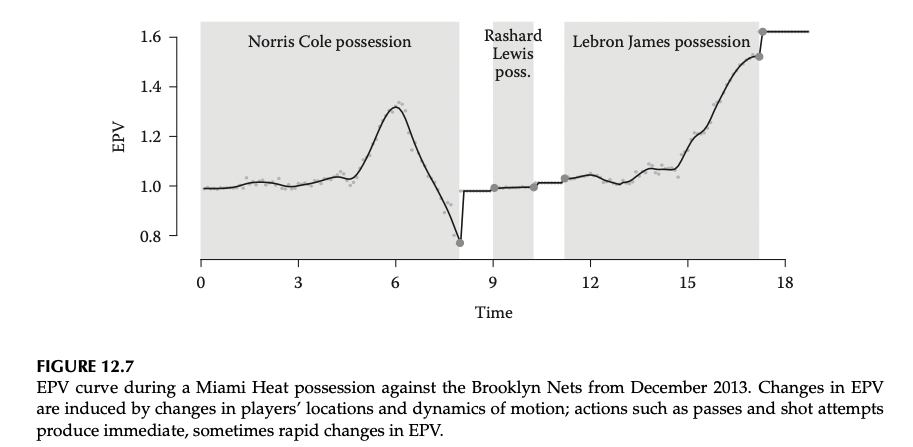 Norris Cole possession
Rashard
Lewis
poss.
Lebron James possession
1.6
1.4
1.2
1.0
0.8
EPV
0
3
6
9
12
15
18
Time
FIGURE 12.7
EPV curve during a Miami Heat possession against the Brooklyn Nets from December 2013. Changes in EPV
are induced by changes in players’ locations and dynamics of motion; actions such as passes and shot attempts
produce immediate, sometimes rapid changes in EPV.